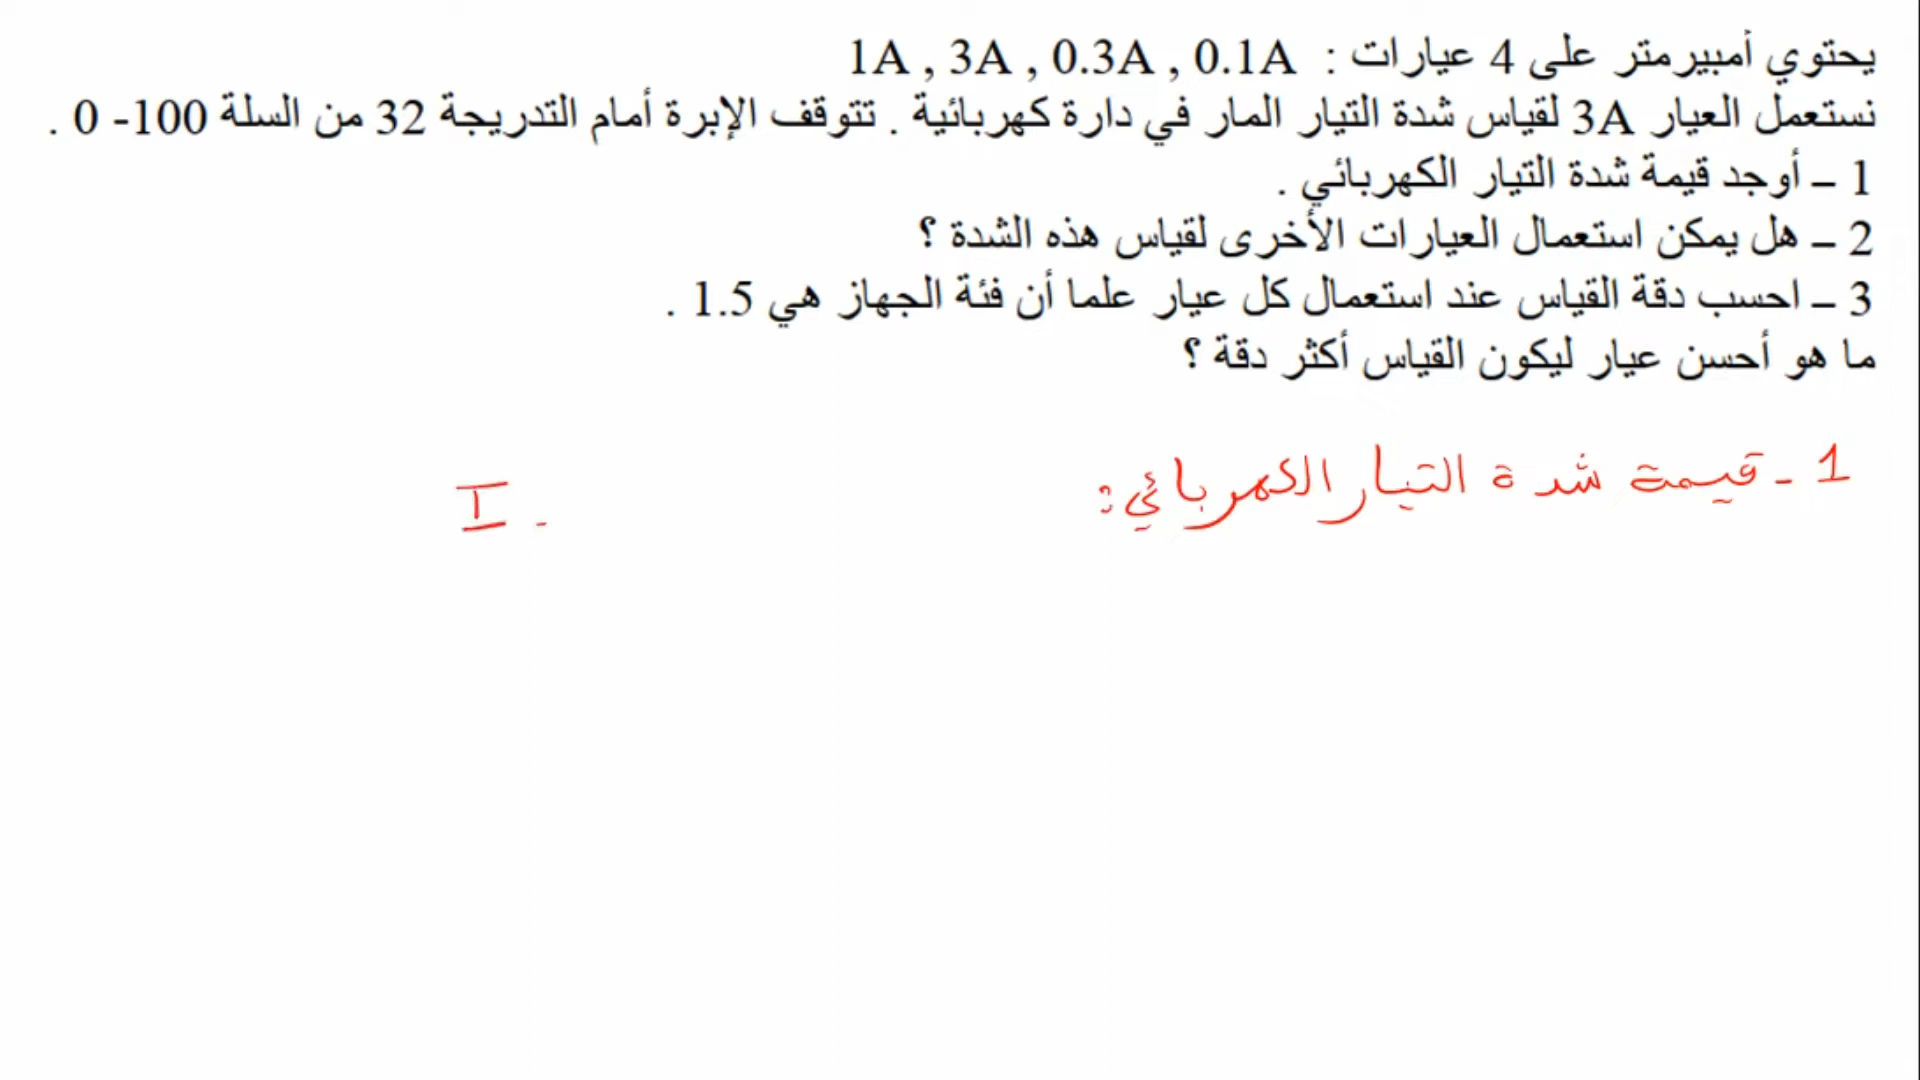 يحتوي أمبيرمتر على 4 عيارات : 1A , 3A , 0.3A , 0.1A
نستعمل العيار 3A لقياس شدة التيار المار في دارة كهربائية . تتوقف الإبرة أمام التدريجة 32 من السلة 100- 0 .
1 – أوجد قيمة شدة التيار الكهربائي .
2 – هل يمكن استعمال العيارات الأخرى لقياس هذه الشدة ؟
3 – احسب دقة القياس عند استعمال كل عيار علما أن فئة الجهاز هي 1.5 .
ما هو أحسن عيار ليكون القياس أكثر دقة ؟
1 - قيمة شدة التيار الكهربائي :
I -